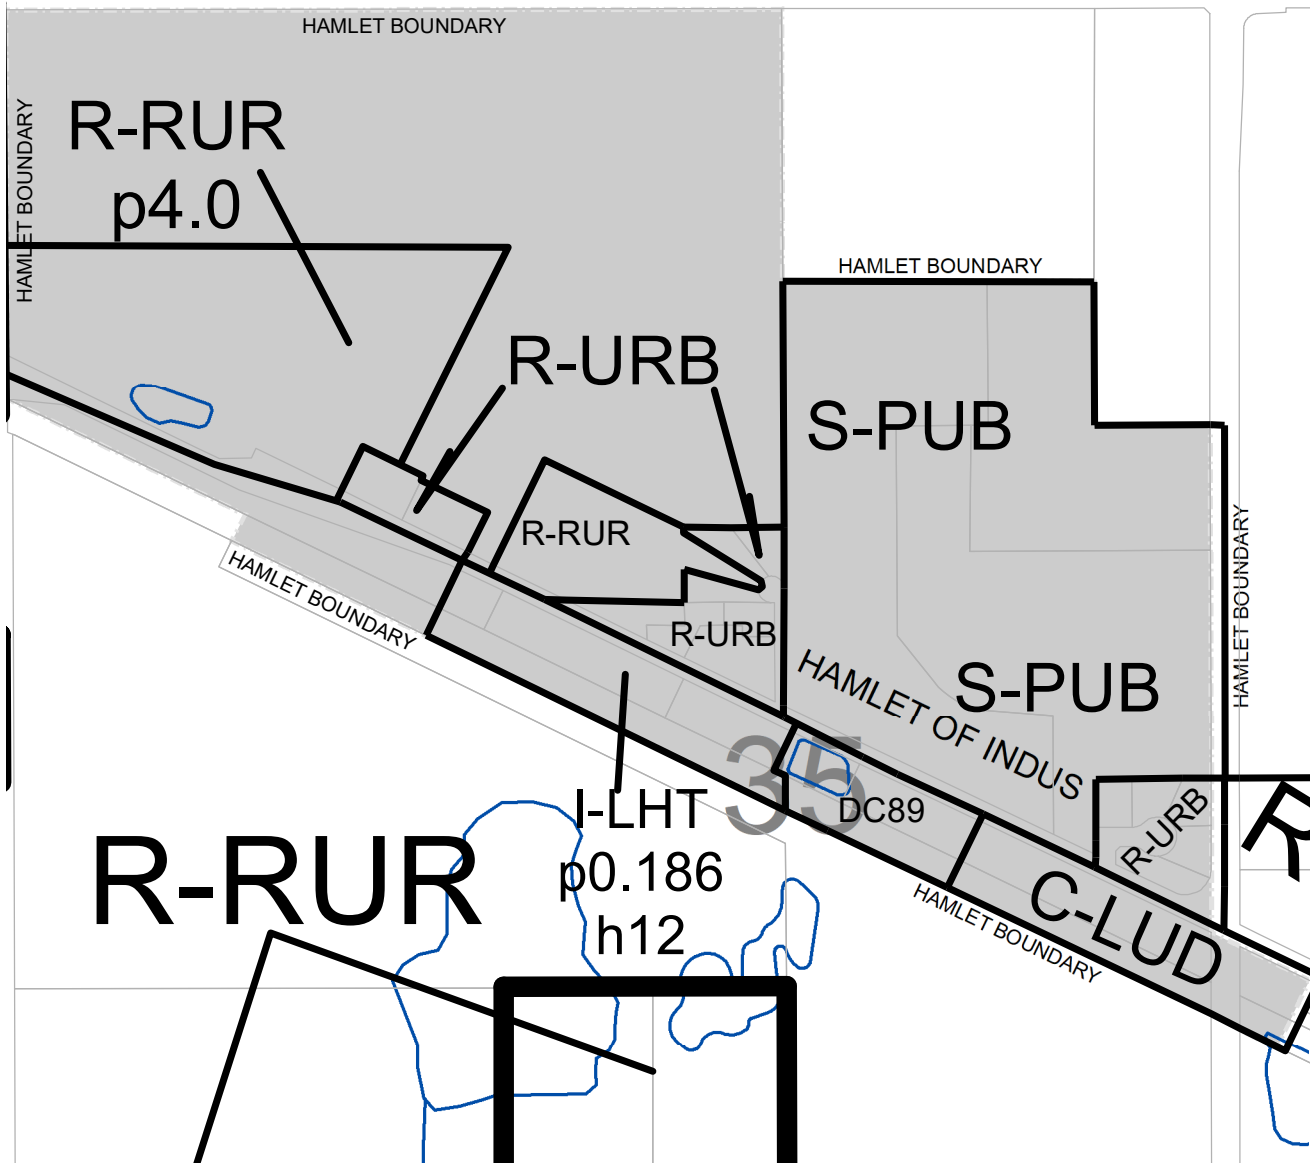 HAMLET BOUNDARY
HAMLET BOUNDARY
R-RUR
p4.0
HAMLET BOUNDARY
R-URB
S-PUB
R-RUR
HAMLET BOUNDARY
HAMLET BOUNDARY
R-URB
S-PUB
HAMLET OF INDUS
35
I-LHT
p0.186
h12
DC89
R-URB
R
R-RUR
C-LUD
HAMLET BOUNDARY